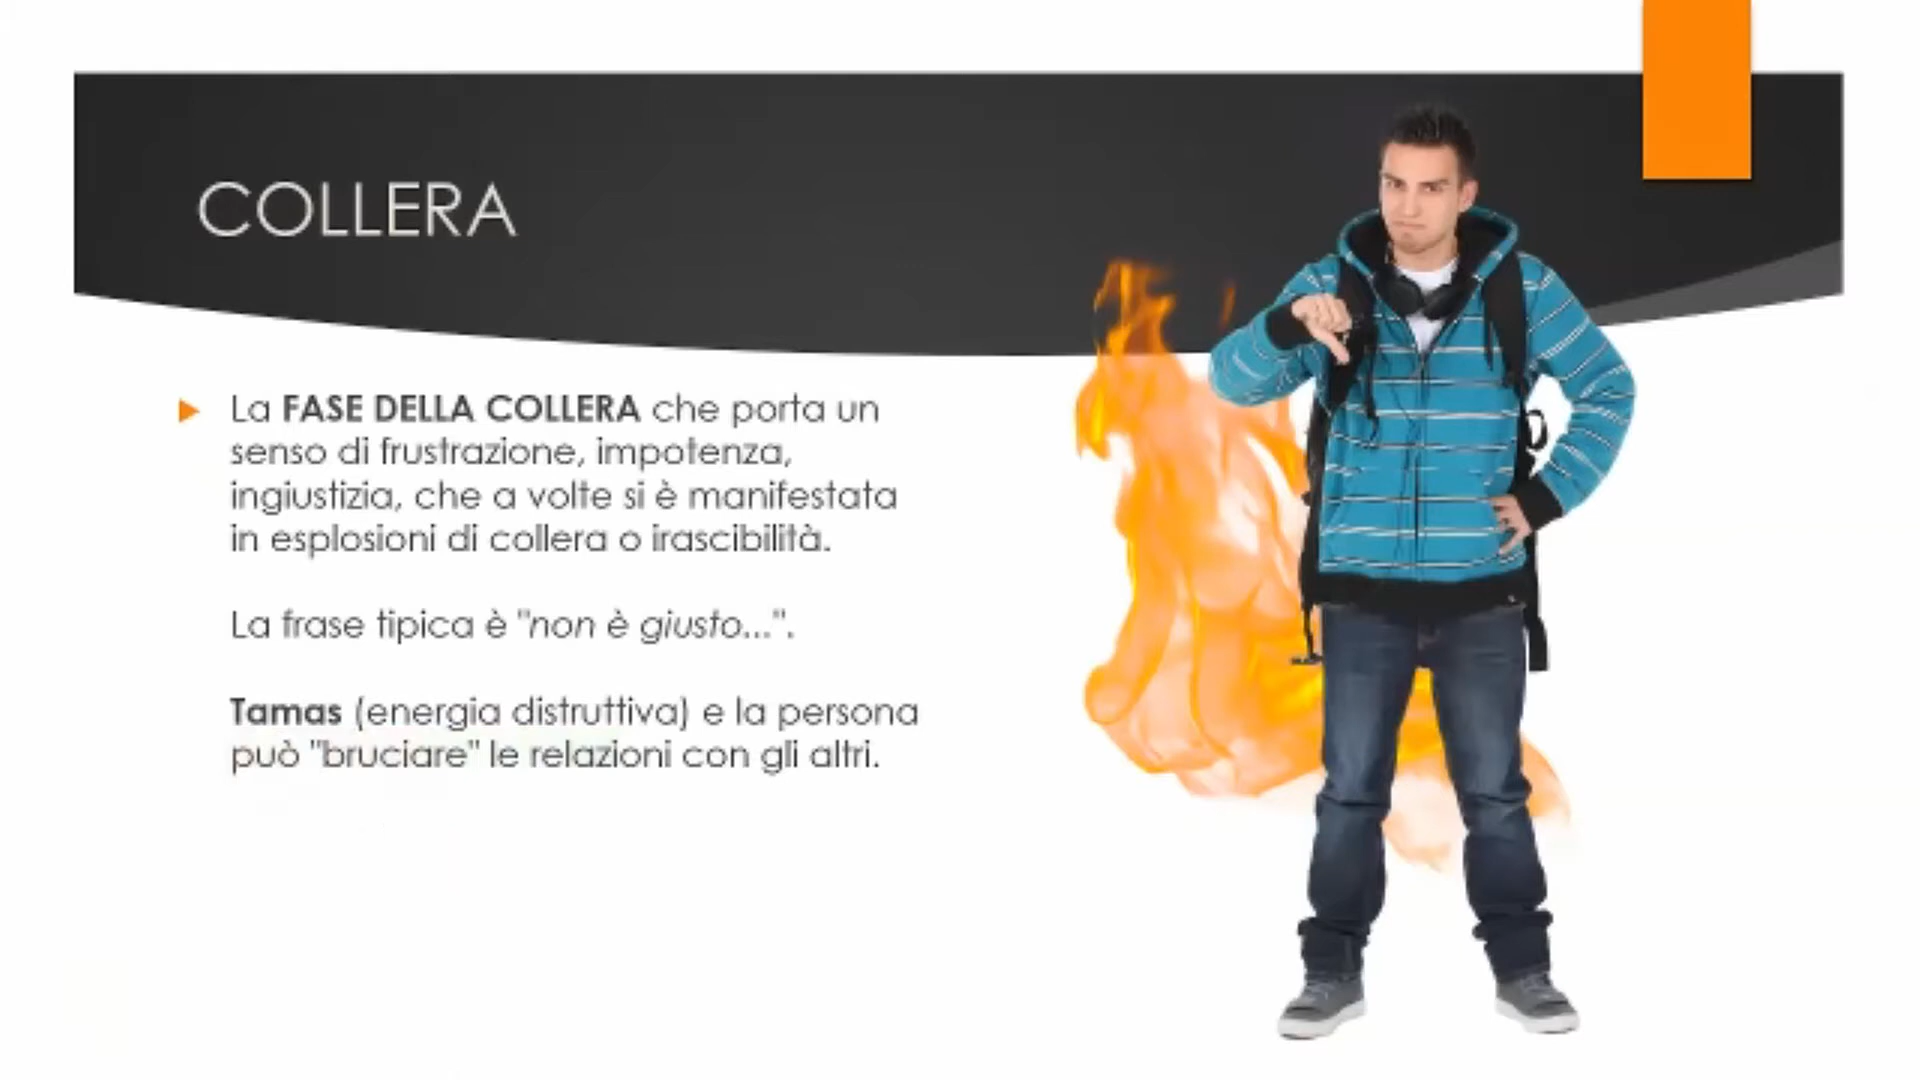 COLLERA
La FASE DELLA COLLERA che porta un
senso di frustrazione, impotenza,
ingiustizia, che a volte si è manifestata
in esplosioni di collera o irascibilità.
La frase tipica è "non è giusto...".
Tamas (energia distruttiva) e la persona
può "bruciare" le relazioni con gli altri.